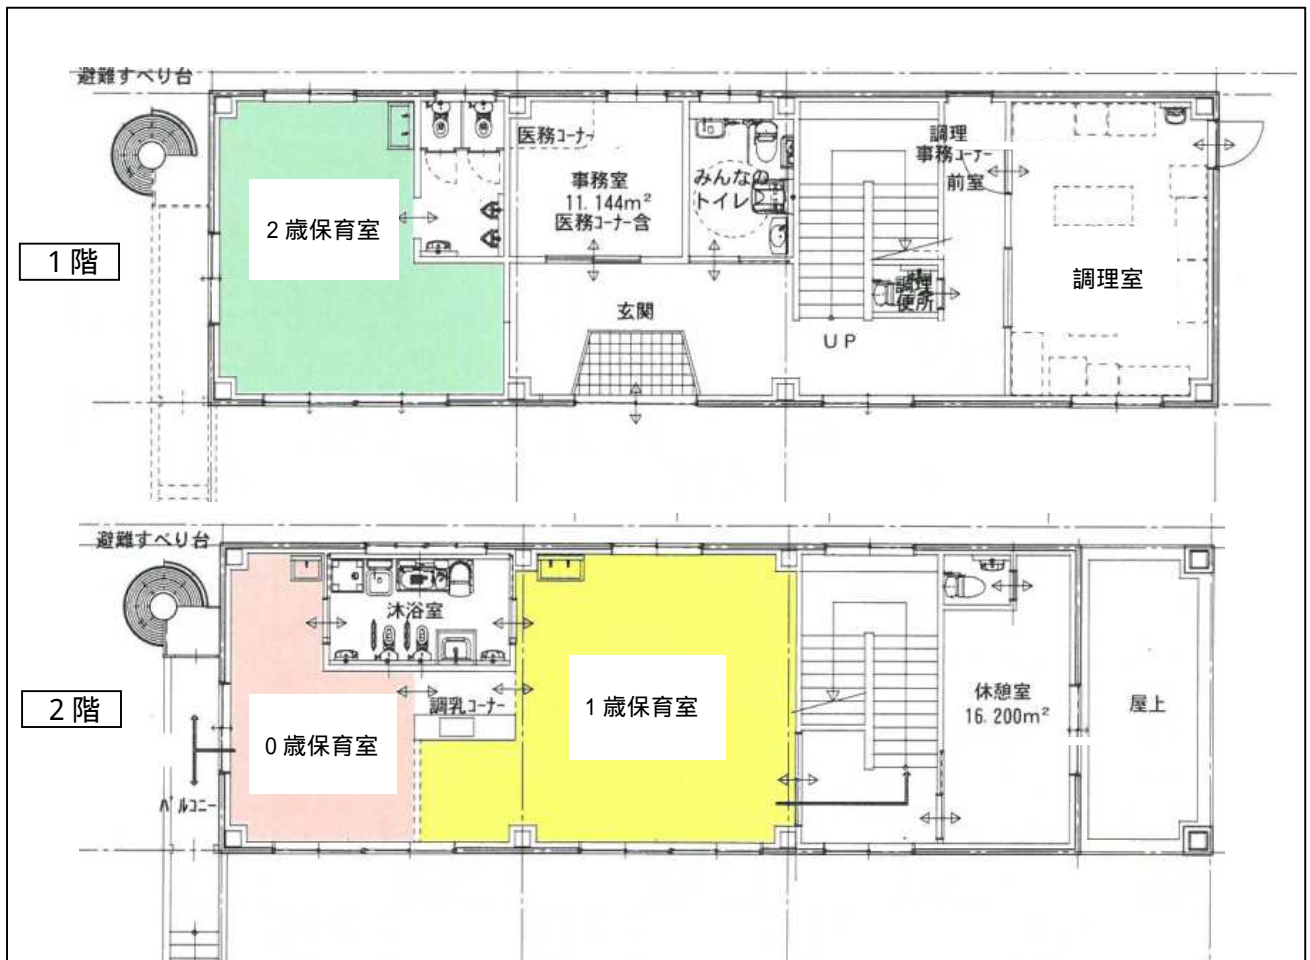 避難すべり台
医務コーナー
調理
事務コーナー
前室
事務室
11.144m²
医務コーナー含
みんなの
トイレ
2歳保育室
1階
調理室
調理
便所
玄関
UP
避難すべり台
沐浴室
調乳コーナー
1歳保育室
休憩室
16.200m²
屋上
2階
0歳保育室
バルコニー